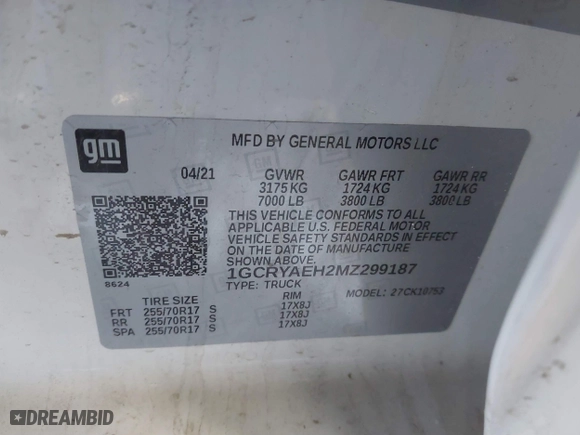 gm
MFD BY GENERAL MOTORS LLC
04/21 GVWR GAWR FRT GAWR RR
3175 KG 1724 KG 1724 KG
7000 LB 3800 LB 3800 LB
THIS VEHICLE CONFORMS TO ALL
APPLICABLE U.S. FEDERAL MOTOR
VEHICLE SAFETY STANDARDS IN EFFECT
ON THE DATE OF MANUFACTURE
SHOWN ABOVE.
8624
1GCRYAEH2MZ299187
TYPE: TRUCK MODEL:
TIRE SIZE RIM
FRT 255/70R17 S 17X8J
RR 255/70R17 S 17X8J
SPA 255/70R17 S 17X8J
DREAMBID